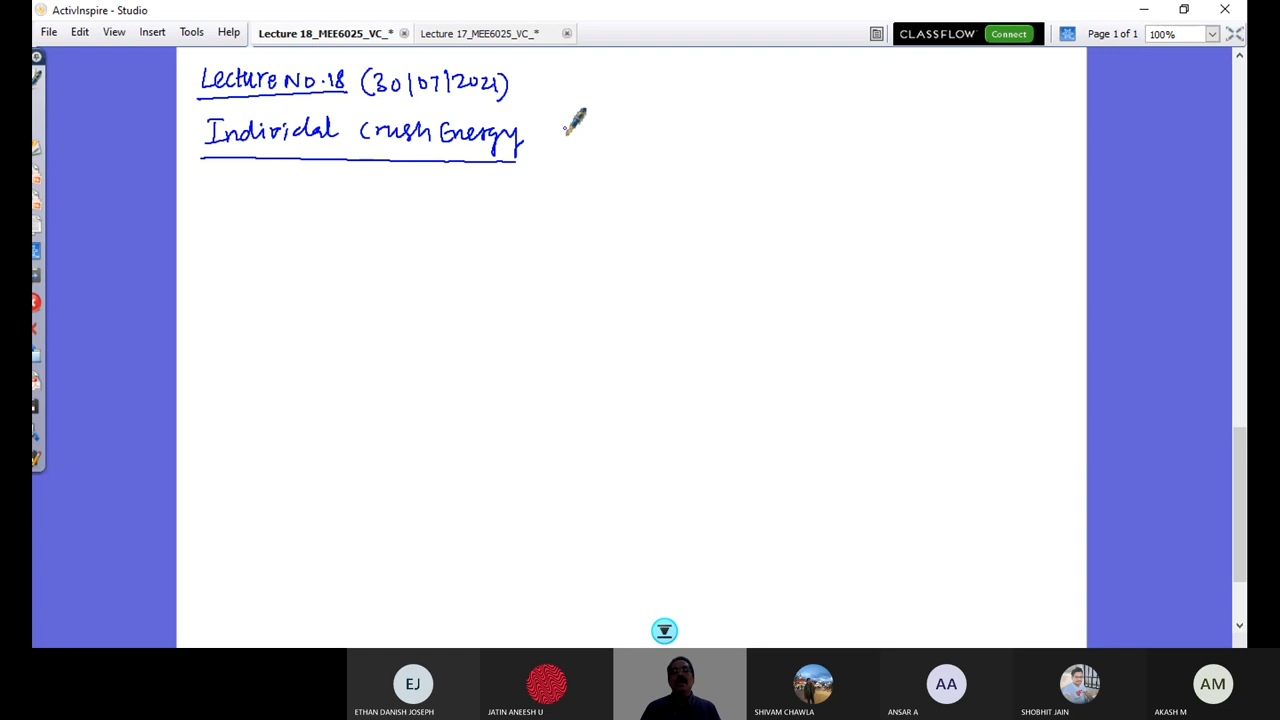 ActivInspire - Studio
File Edit View Insert Tools Help
Lecture 18_MEE6025_VC_*
Lecture 17_MEE6025_VC_*
CLASSFLOW Connect
Page 1 of 1
100%
Lecture No.18 (30/07/2021)
Individal Crush Energy
EJ
AA
AM
ETHAN DANISH JOSEPH
JATIN ANEESH U
SHIVAM CHAWLA
ANSAR A
SHOBHIT JAIN
AKASH M